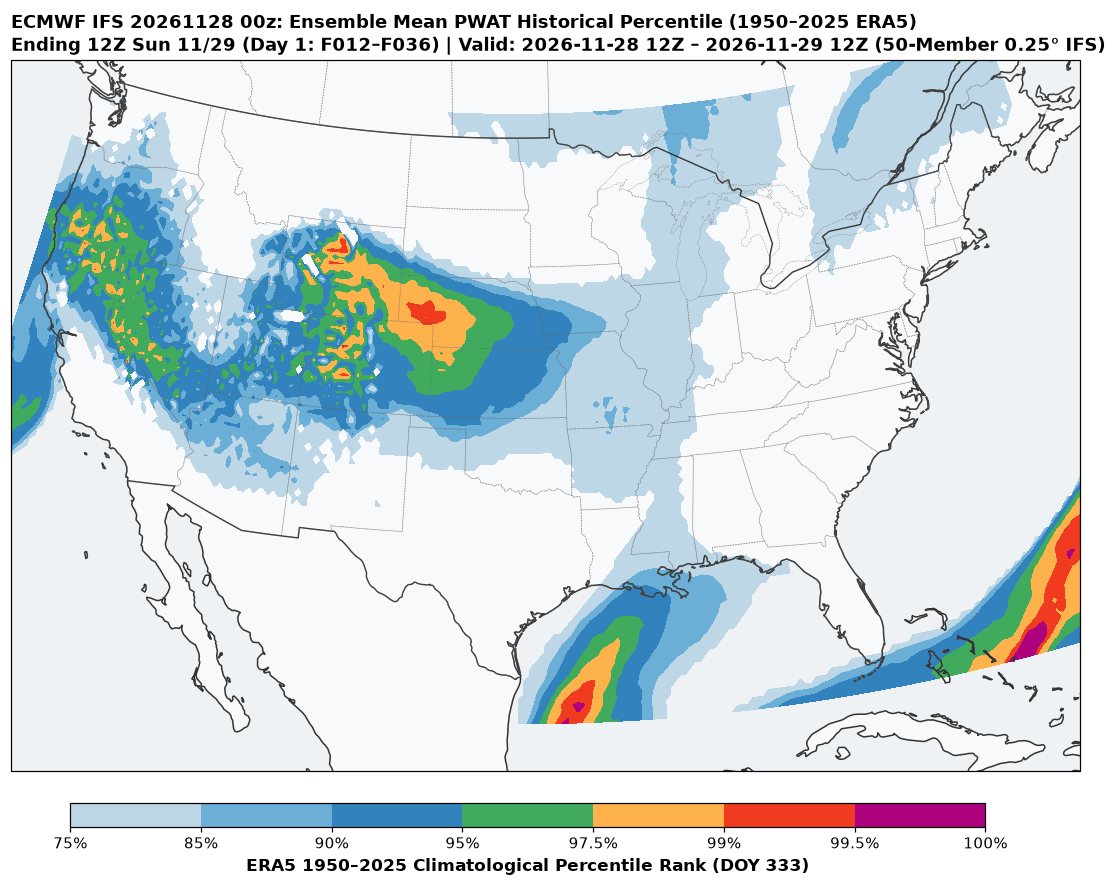 ECMWF IFS 20261128 00z: Ensemble Mean PWAT Historical Percentile (1950–2025 ERA5)
Ending 12Z Sun 11/29 (Day 1: F012–F036) | Valid: 2026-11-28 12Z – 2026-11-29 12Z (50-Member 0.25° IFS)
75% 85% 90% 95% 97.5% 99% 99.5% 100%
ERA5 1950–2025 Climatological Percentile Rank (DOY 333)